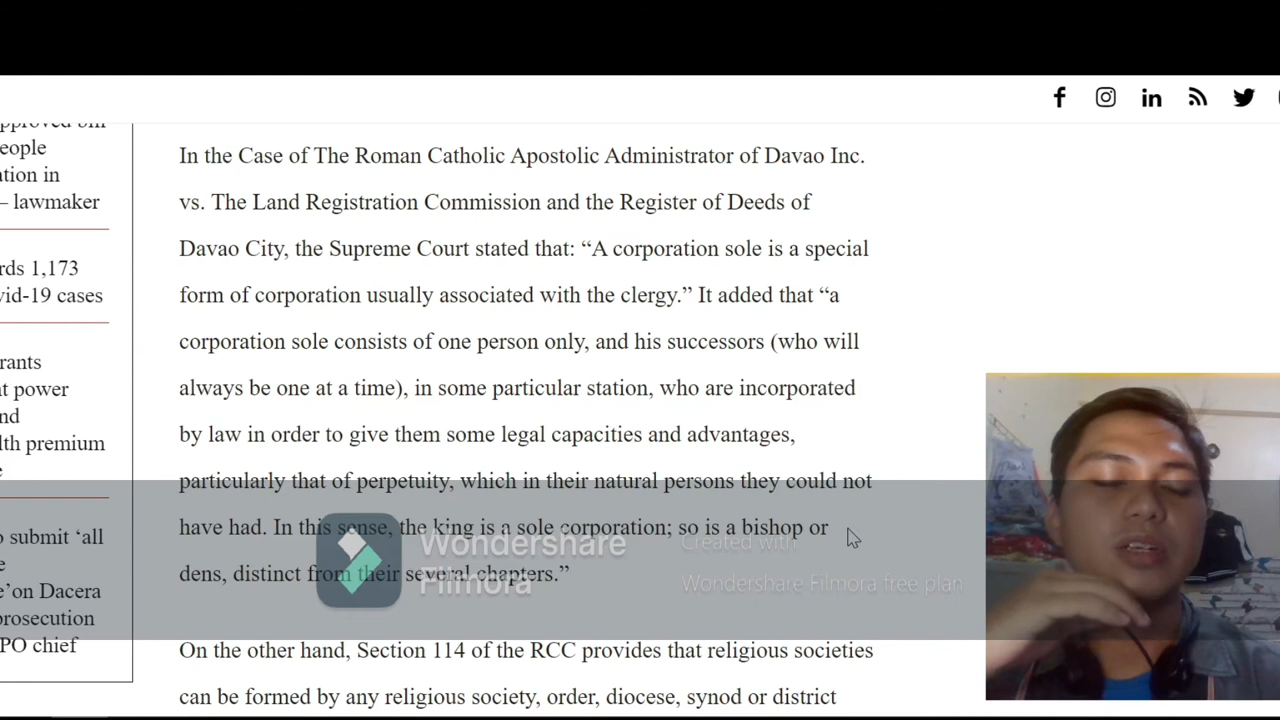 approved bill
eople
ation in
– lawmaker
rds 1,173
vid-19 cases
rants
nt power
nd
lth premium
e
o submit ‘all
e
e’on Dacera
prosecution
PO chief
In the Case of The Roman Catholic Apostolic Administrator of Davao Inc.
vs. The Land Registration Commission and the Register of Deeds of
Davao City, the Supreme Court stated that: “A corporation sole is a special
form of corporation usually associated with the clergy.” It added that “a
corporation sole consists of one person only, and his successors (who will
always be one at a time), in some particular station, who are incorporated
by law in order to give them some legal capacities and advantages,
particularly that of perpetuity, which in their natural persons they could not
have had. In this sense, the king is a sole corporation; so is a bishop or
dens, distinct from their several chapters.”
On the other hand, Section 114 of the RCC provides that religious societies
can be formed by any religious society, order, diocese, synod or district
Wondershare
Filmora
Created with
Wondershare Filmora free plan